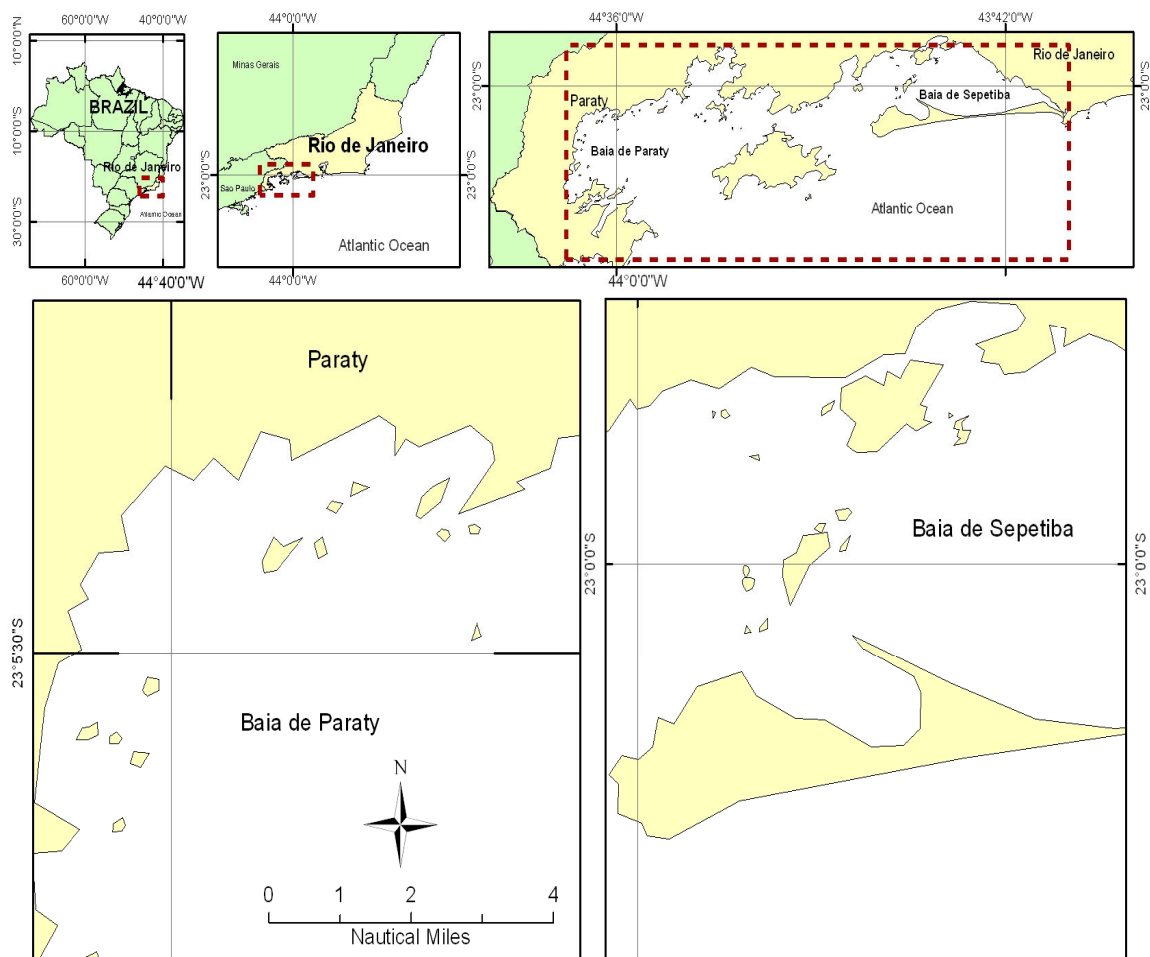 60°0'0"W 40°0'0"W
10°0'0"N
10°0'0"S
30°0'0"S
BRAZIL
Rio de Janeiro
Atlantic Ocean
60°0'0"W 40°0'0"W
44°0'0"W
23°0'0"S
Minas Gerais
Rio de Janeiro
Sao Paulo
Atlantic Ocean
44°0'0"W
44°36'0"W 43°42'0"W
23°0'0"S
23°0'0"S
Rio de Janeiro
Paraty
Baia de Sepetiba
Baia de Paraty
Atlantic Ocean
44°40'0"W
Paraty
23°5'30"S
Baia de Paraty
N
0 1 2 4
Nautical Miles
44°0'0"W
23°0'0"S
Baia de Sepetiba
23°0'0"S